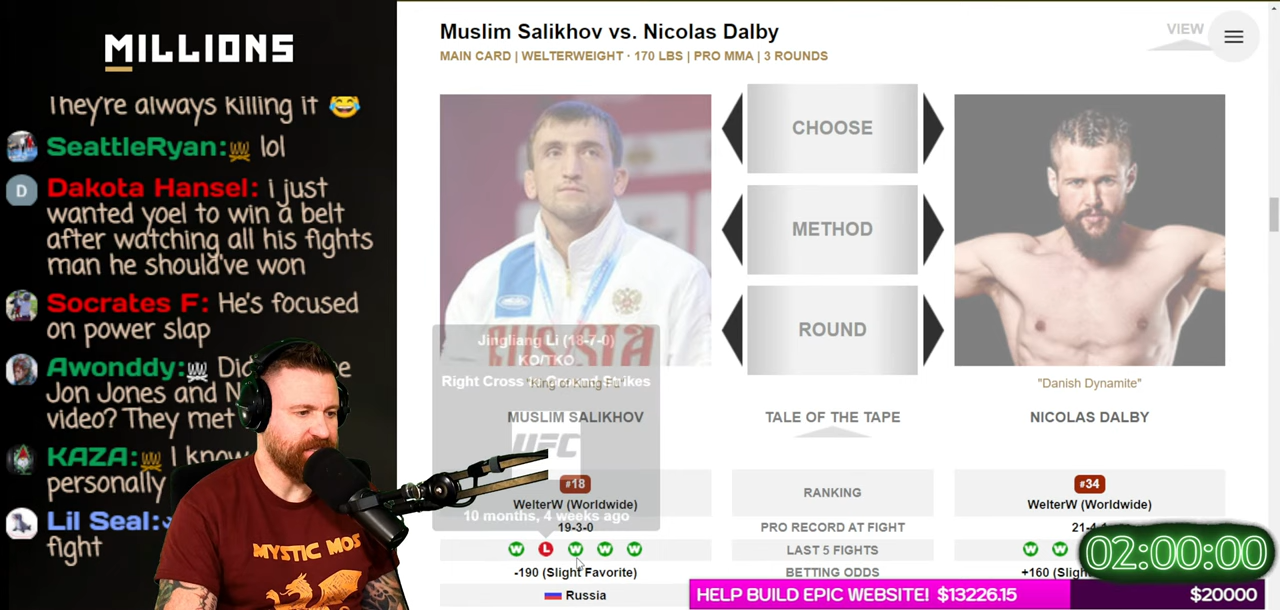 MILLIONS
They're always killing it 😂
SeattleRyan: lol
D
Dakota Hansel: i just
wanted yoel to win a belt
after watching all his fights
man he should've won
Socrates F: He's focused
on power slap
Awonddy: Did
Jon Jones and N
video? They met
KAZA: I know
personally
Lil Seal:
fight
MYSTIC MOS
Muslim Salikhov vs. Nicolas Dalby
MAIN CARD | WELTERWEIGHT · 170 LBS | PRO MMA | 3 ROUNDS
VIEW
CHOOSE
METHOD
ROUND
RUSSIA
Jingliang Li (18-7-0)
KO/TKO
Right Cross to Ground Strikes
"Danish Dynamite"
MUSLIM SALIKHOV
TALE OF THE TAPE
NICOLAS DALBY
UFC
#18
RANKING
#34
WelterW (Worldwide)
WelterW (Worldwide)
10 months, 4 weeks ago
19-3-0
PRO RECORD AT FIGHT
W L W W W
LAST 5 FIGHTS
W W
-190 (Slight Favorite)
BETTING ODDS
Russia
02:00:00
HELP BUILD EPIC WEBSITE! $13226.15
$20000